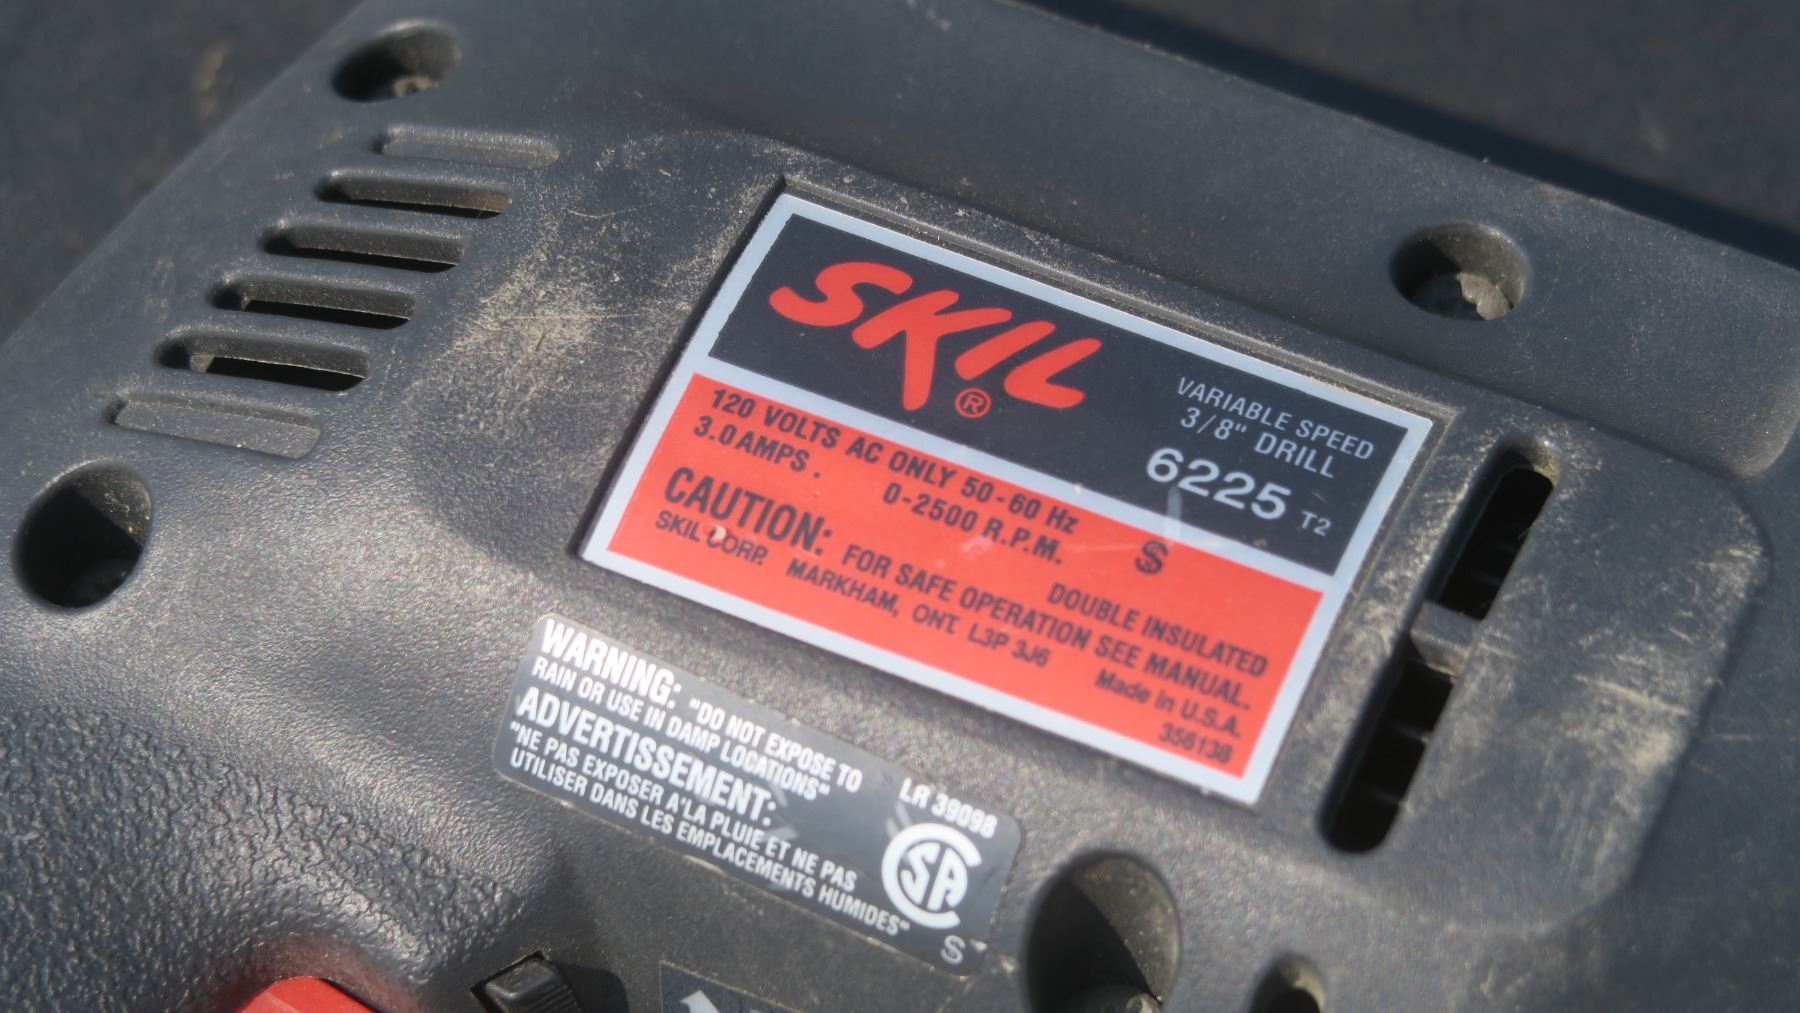 SKIL
®
VARIABLE SPEED
3/8" DRILL
6225 T2
120 VOLTS AC ONLY 50-60 Hz
3.0 AMPS. 0-2500 R.P.M. S
DOUBLE INSULATED
CAUTION: FOR SAFE OPERATION SEE MANUAL.
SKIL CORP. MARKHAM, ONT. L3P 3J6 Made in U.S.A.
356138
WARNING: "DO NOT EXPOSE TO
RAIN OR USE IN DAMP LOCATIONS"
ADVERTISSEMENT:
"NE PAS EXPOSER A'LA PLUIE ET NE PAS
UTILISER DANS LES EMPLACEMENTS HUMIDES"
LR 39098
CSA
S